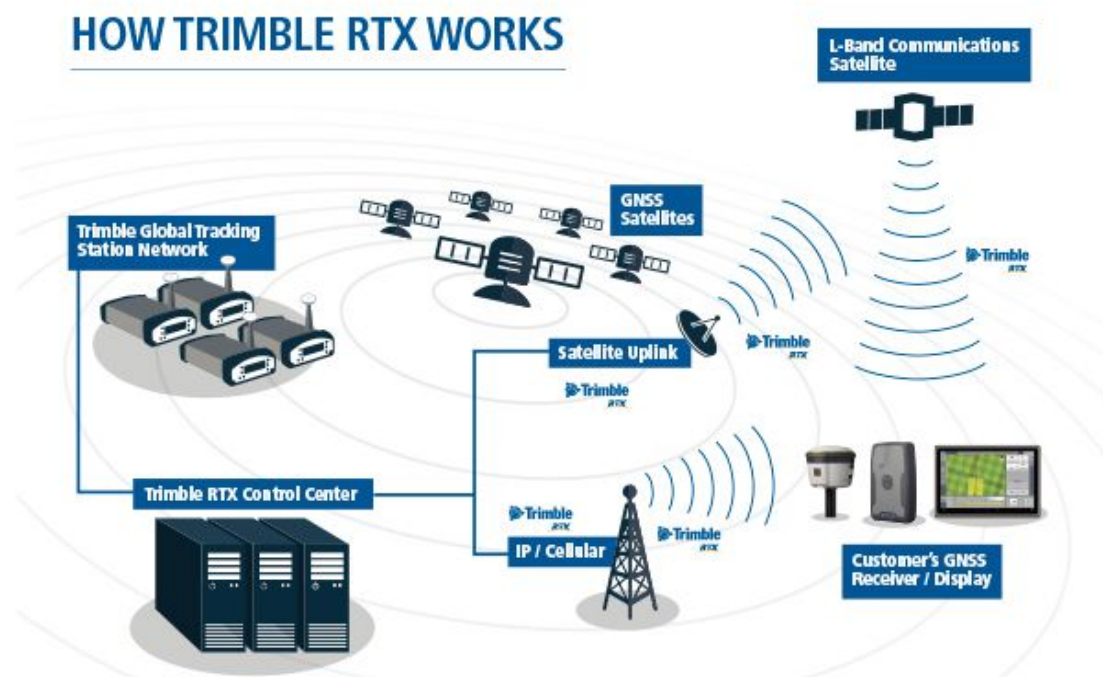 HOW TRIMBLE RTX WORKS
L-Band Communications
Satellite
GNSS
Satellites
Trimble Global Tracking
Station Network
Trimble
RTX
Satellite Uplink
Trimble
RTX
Trimble
RTX
Trimble RTX Control Center
Trimble
RTX
IP / Cellular
Trimble
RTX
Customer's GNSS
Receiver / Display